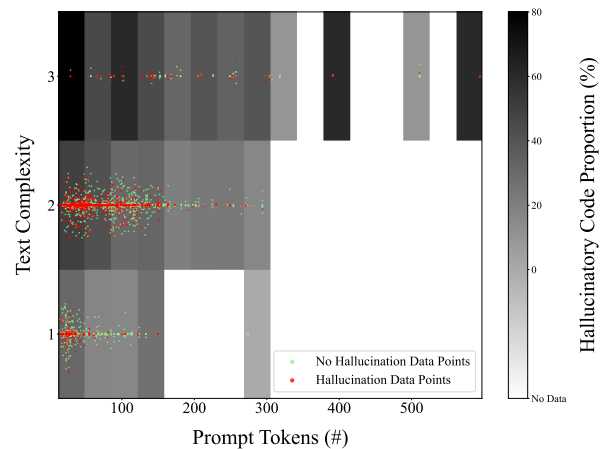 3
2
1
Text Complexity
100
200
300
400
500
Prompt Tokens (#)
No Hallucination Data Points
Hallucination Data Points
80
60
40
20
0
No Data
Hallucinatory Code Proportion (%)